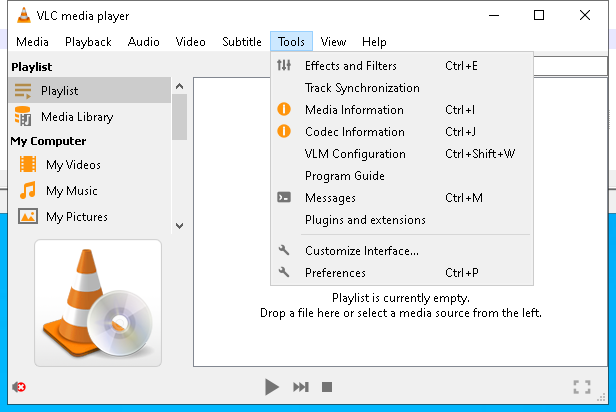 VLC media player
Media Playback Audio Video Subtitle Tools View Help
Playlist
Playlist
Media Library
My Computer
My Videos
My Music
My Pictures
Effects and Filters Ctrl+E
Track Synchronization
Media Information Ctrl+I
Codec Information Ctrl+J
VLM Configuration Ctrl+Shift+W
Program Guide
Messages Ctrl+M
Plugins and extensions
Customize Interface...
Preferences Ctrl+P
Playlist is currently empty.
Drop a file here or select a media source from the left.